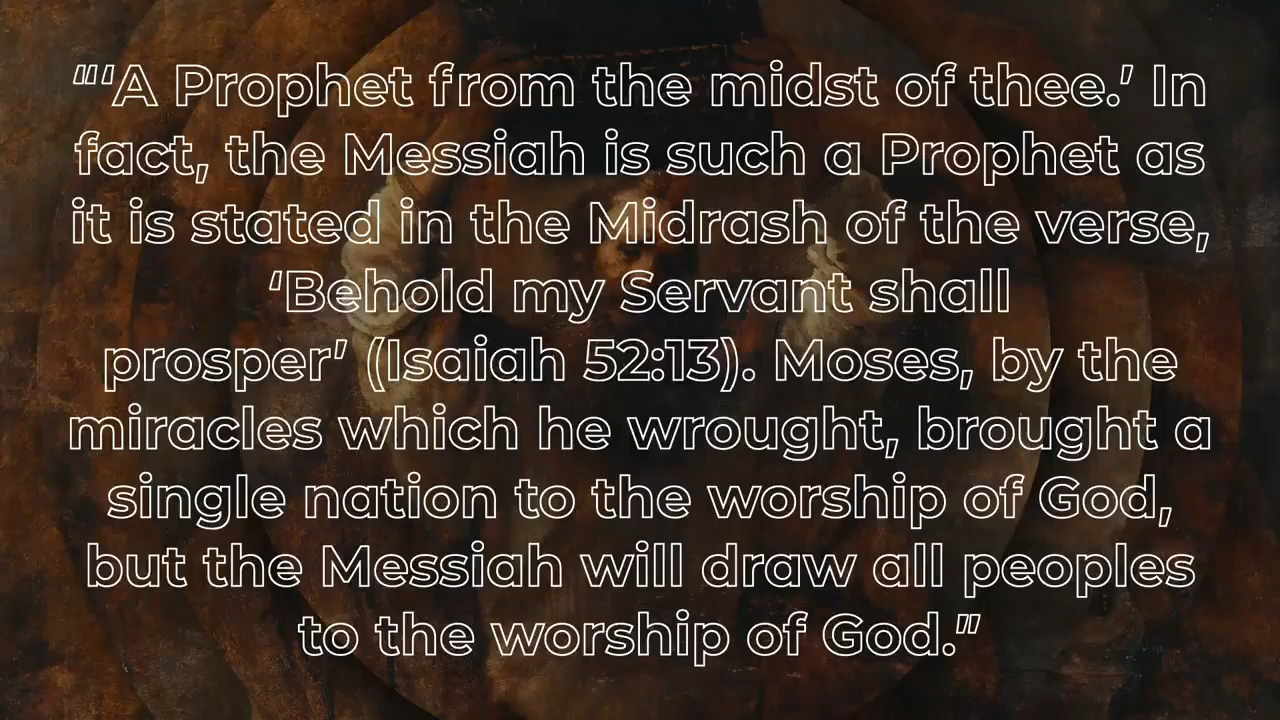 “‘A Prophet from the midst of thee.’ In
fact, the Messiah is such a Prophet as
it is stated in the Midrash of the verse,
‘Behold my Servant shall
prosper’ (Isaiah 52:13). Moses, by the
miracles which he wrought, brought a
single nation to the worship of God,
but the Messiah will draw all peoples
to the worship of God.”